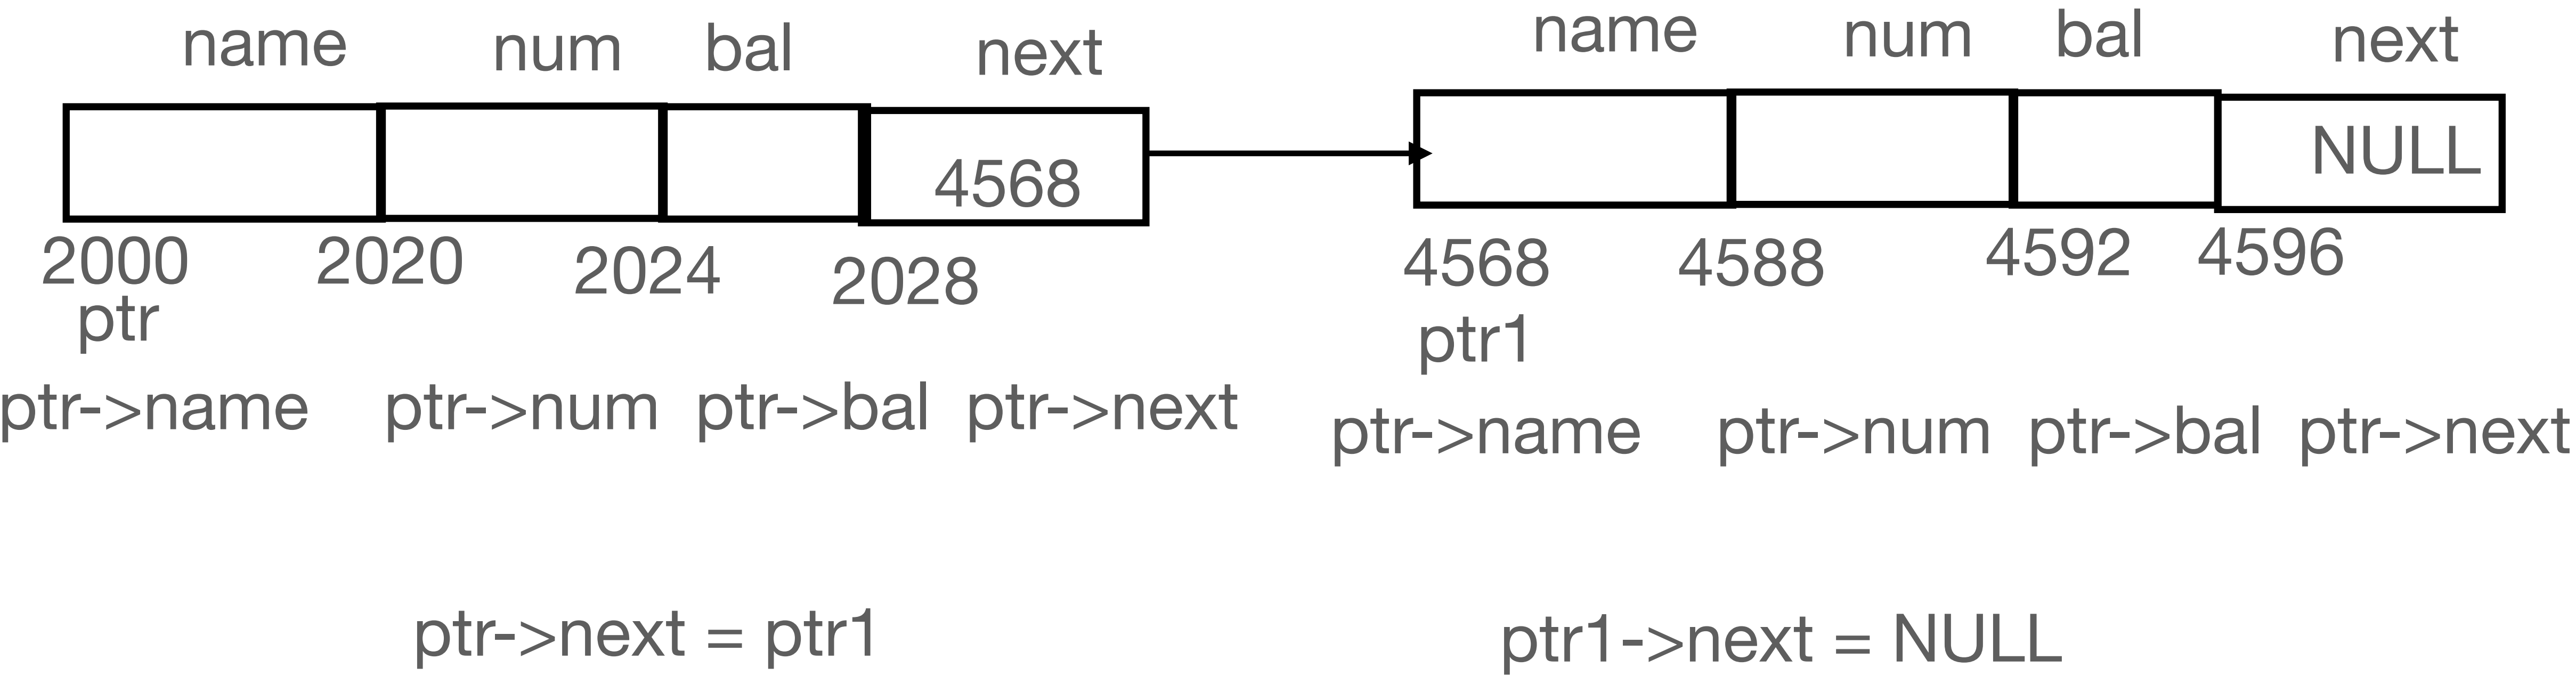 name num bal next name num bal next
4568 NULL
2000 2020 2024 2028 4568 4588 4592 4596
ptr ptr1
ptr->name ptr->num ptr->bal ptr->next ptr->name ptr->num ptr->bal ptr->next
ptr->next = ptr1 ptr1->next = NULL